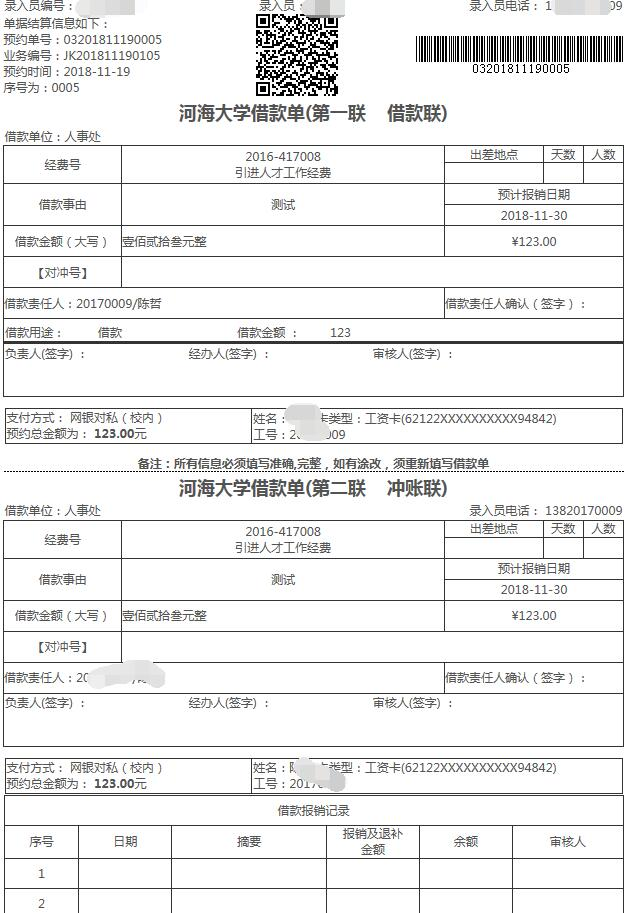 录入员编号：
录入员：
录入员电话： 1 09
单据结算信息如下：
预约单号：03201811190005
业务编号：JK201811190105
预约时间：2018-11-19
序号为：0005
03201811190005
河海大学借款单(第一联 借款联)
借款单位：人事处
经费号
2016-417008
引进人才工作经费
出差地点 天数 人数
借款事由
测试
预计报销日期
2018-11-30
借款金额（大写） 壹佰贰拾叁元整 ¥123.00
【对冲号】
借款责任人：20170009/陈哲 借款责任人确认（签字）：
借款用途： 借款 借款金额 ： 123
负责人(签字) ： 经办人(签字) ： 审核人(签字) ：
支付方式： 网银对私（校内）
预约总金额为： 123.00元
姓名： 卡类型：工资卡(62122XXXXXXXXXX94842)
工号：2 009
备注：所有信息必须填写准确,完整，如有涂改，须重新填写借款单
河海大学借款单(第二联 冲账联)
借款单位：人事处 录入员电话： 13820170009
经费号
2016-417008
引进人才工作经费
出差地点 天数 人数
借款事由
测试
预计报销日期
2018-11-30
借款金额（大写） 壹佰贰拾叁元整 ¥123.00
【对冲号】
借款责任人：20 借款责任人确认（签字）：
负责人(签字) ： 经办人(签字) ： 审核人(签字) ：
支付方式： 网银对私（校内）
预约总金额为： 123.00元
姓名： 卡类型：工资卡(62122XXXXXXXXXX94842)
工号：2017
借款报销记录
序号 日期 摘要 报销及退补金额 余额 审核人
1
2